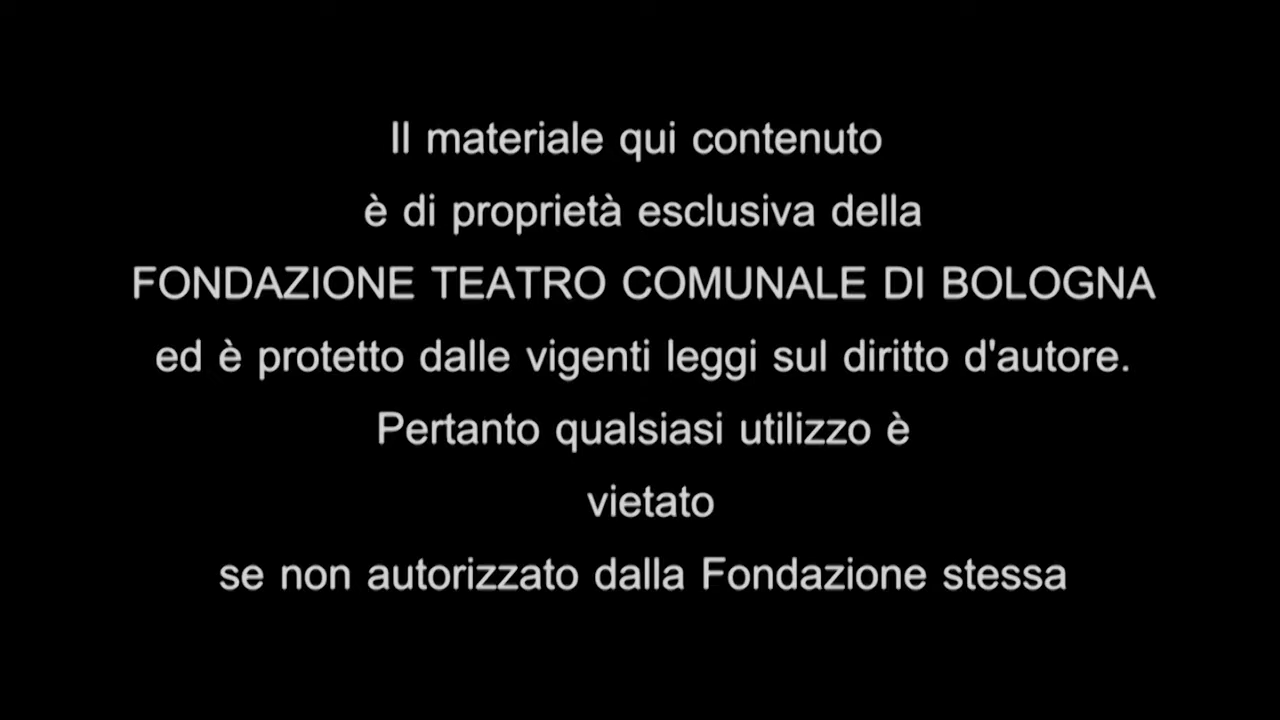 Il materiale qui contenuto
è di proprietà esclusiva della
FONDAZIONE TEATRO COMUNALE DI BOLOGNA
ed è protetto dalle vigenti leggi sul diritto d'autore.
Pertanto qualsiasi utilizzo è
vietato
se non autorizzato dalla Fondazione stessa